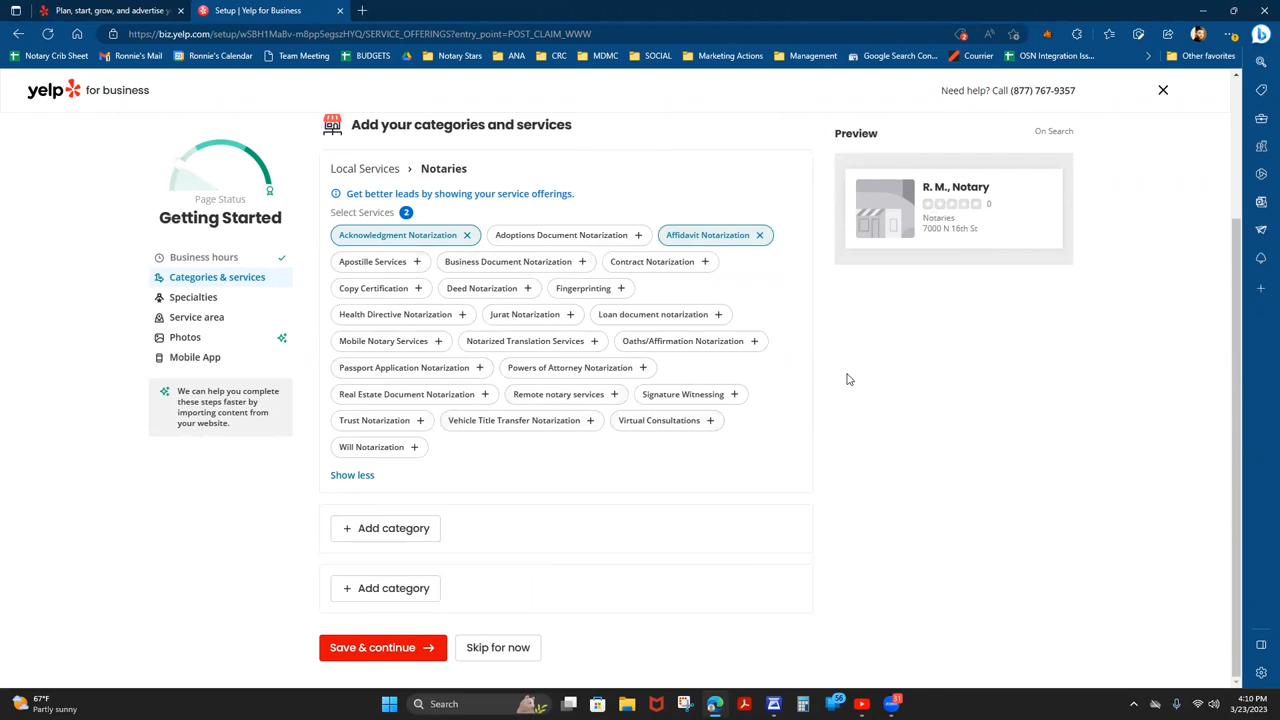 Plan, start, grow, and advertise y
Setup | Yelp for Business
https://biz.yelp.com/setup/wSBH1MaBv-m8pp5egszHYQ/SERVICE_OFFERINGS?entry_point=POST_CLAIM_WWW
Notary Crib Sheet Ronnie's Mail Ronnie's Calendar Team Meeting BUDGETS Notary Stars ANA CRC MDMC SOCIAL Marketing Actions Management Google Search Con... Courrier OSN Integration Iss... Other favorites
yelp for business
Need help? Call (877) 767-9357
Page Status
Getting Started
Business hours
Categories & services
Specialties
Service area
Photos
Mobile App
We can help you complete
these steps faster by
importing content from
your website.
Add your categories and services
Local Services > Notaries
Get better leads by showing your service offerings.
Select Services 2
Acknowledgment Notarization Adoptions Document Notarization + Affidavit Notarization
Apostille Services + Business Document Notarization + Contract Notarization +
Copy Certification + Deed Notarization + Fingerprinting +
Health Directive Notarization + Jurat Notarization + Loan document notarization +
Mobile Notary Services + Notarized Translation Services + Oaths/Affirmation Notarization +
Passport Application Notarization + Powers of Attorney Notarization +
Real Estate Document Notarization + Remote notary services + Signature Witnessing +
Trust Notarization + Vehicle Title Transfer Notarization + Virtual Consultations +
Will Notarization +
Show less
+ Add category
+ Add category
Save & continue →
Skip for now
Preview
On Search
R. M., Notary
0
Notaries
7000 N 16th St
67°F
Partly sunny
Search
56
31
4:10 PM
3/23/2023